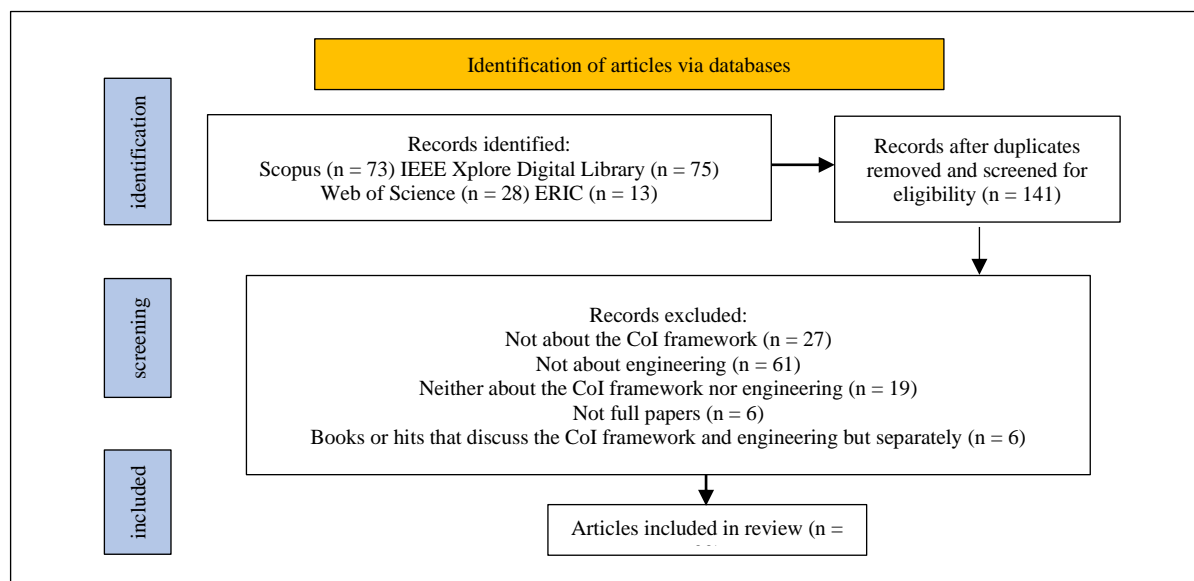 Identification of articles via databases
identification
Records identified:
Scopus (n = 73) IEEE Xplore Digital Library (n = 75)
Web of Science (n = 28) ERIC (n = 13)
Records after duplicates
removed and screened for
eligibility (n = 141)
screening
Records excluded:
Not about the CoI framework (n = 27)
Not about engineering (n = 61)
Neither about the CoI framework nor engineering (n = 19)
Not full papers (n = 6)
Books or hits that discuss the CoI framework and engineering but separately (n = 6)
included
Articles included in review (n =